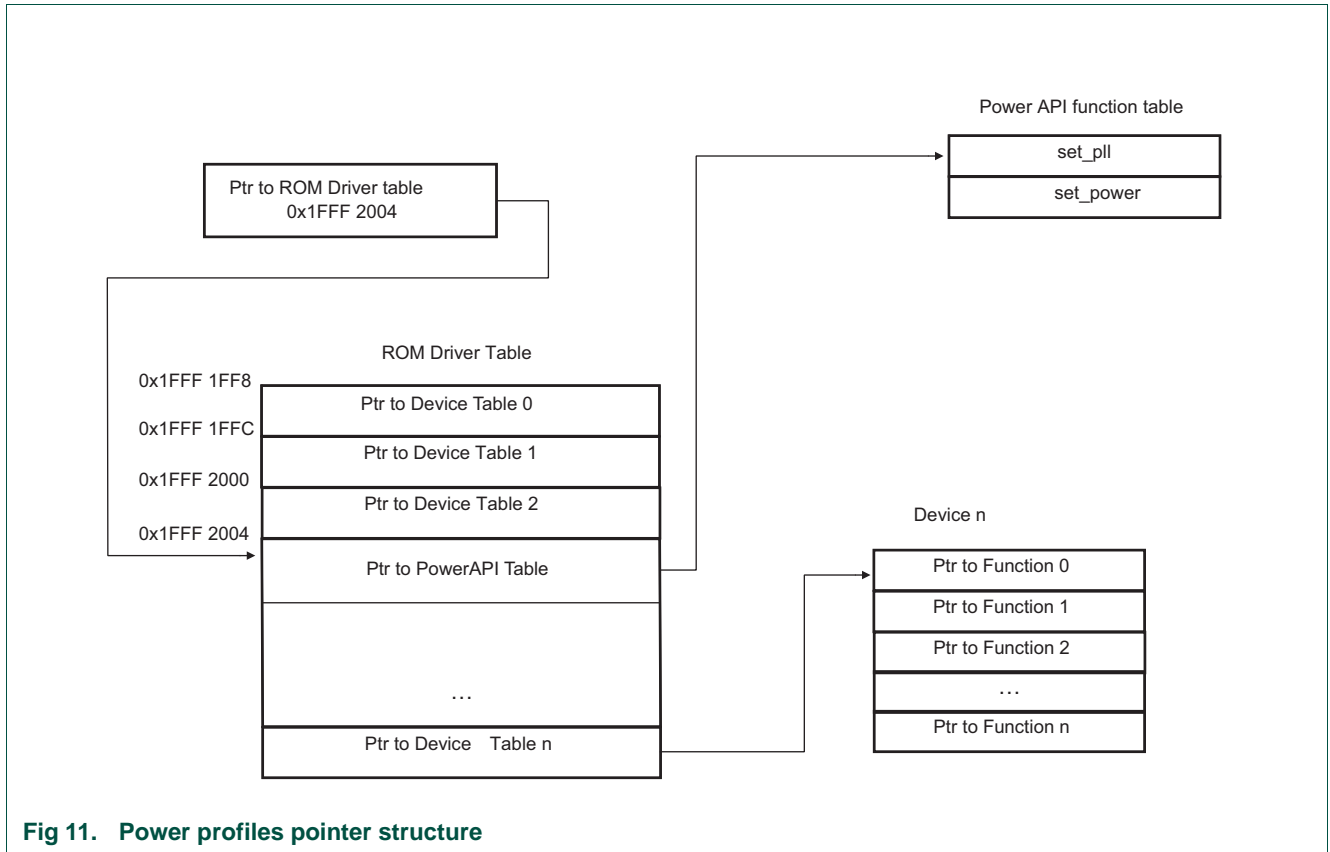 Power API function table
set_pll
set_power
Ptr to ROM Driver table
0x1FFF 2004
ROM Driver Table
0x1FFF 1FF8
Ptr to Device Table 0
0x1FFF 1FFC
Ptr to Device Table 1
0x1FFF 2000
Ptr to Device Table 2
0x1FFF 2004
Ptr to PowerAPI Table
…
Ptr to Device Table n
Device n
Ptr to Function 0
Ptr to Function 1
Ptr to Function 2
…
Ptr to Function n
Fig 11. Power profiles pointer structure